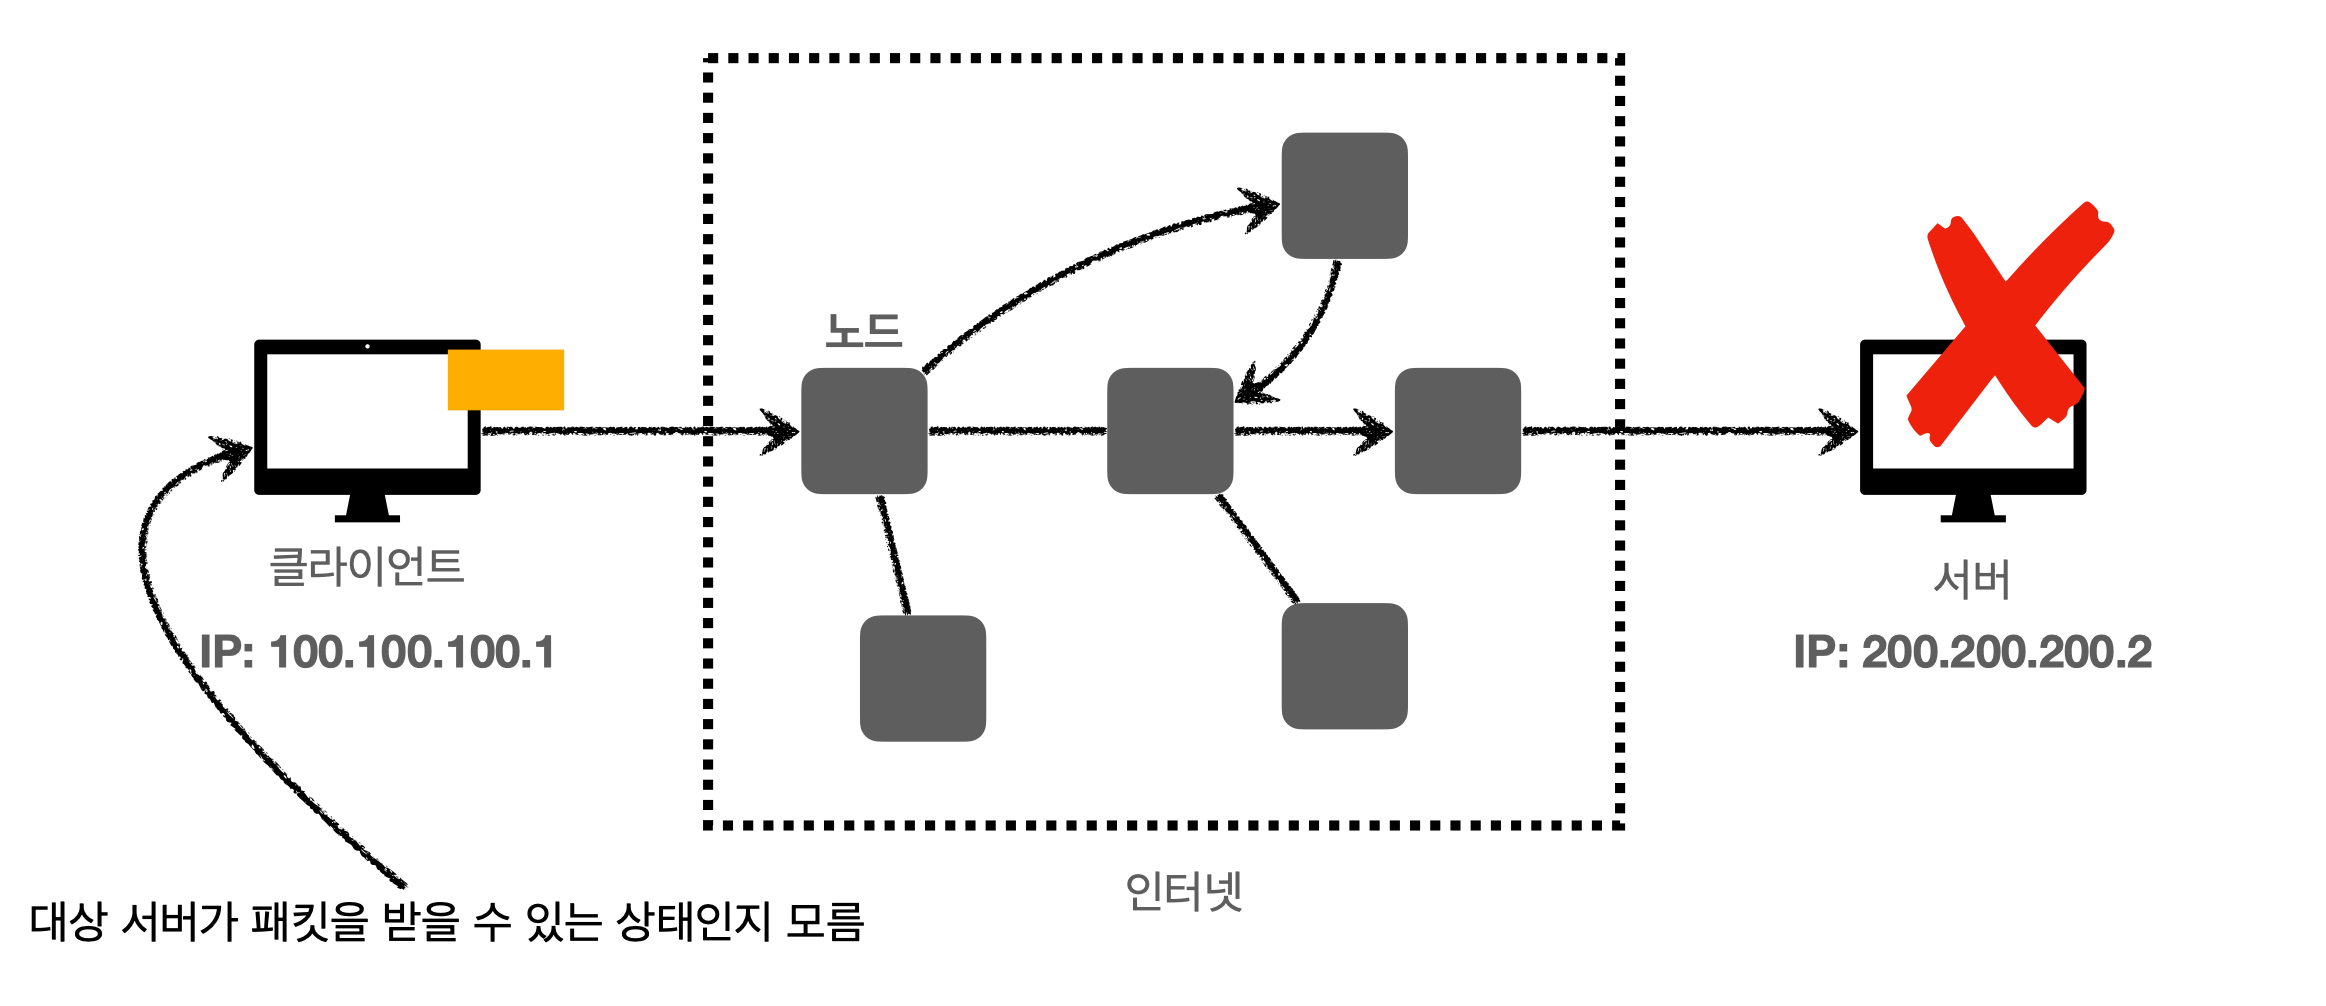 노드
클라이언트
IP: 100.100.100.1
서버
IP: 200.200.200.2
인터넷
대상 서버가 패킷을 받을 수 있는 상태인지 모름